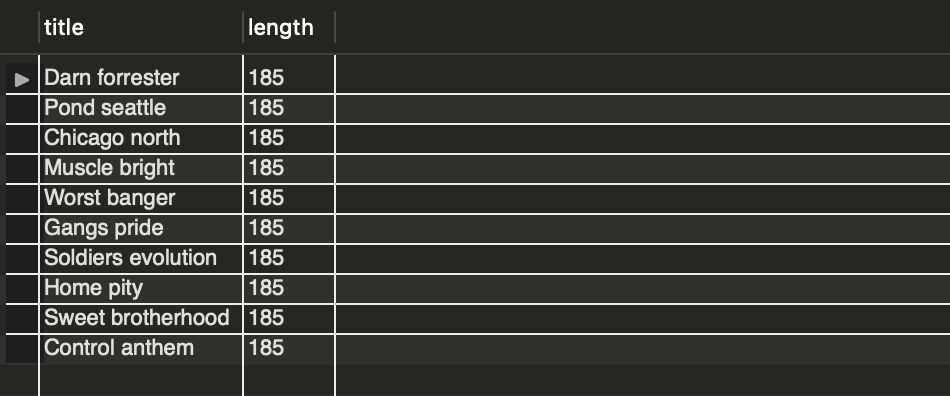 title length
Darn forrester 185
Pond seattle 185
Chicago north 185
Muscle bright 185
Worst banger 185
Gangs pride 185
Soldiers evolution 185
Home pity 185
Sweet brotherhood 185
Control anthem 185